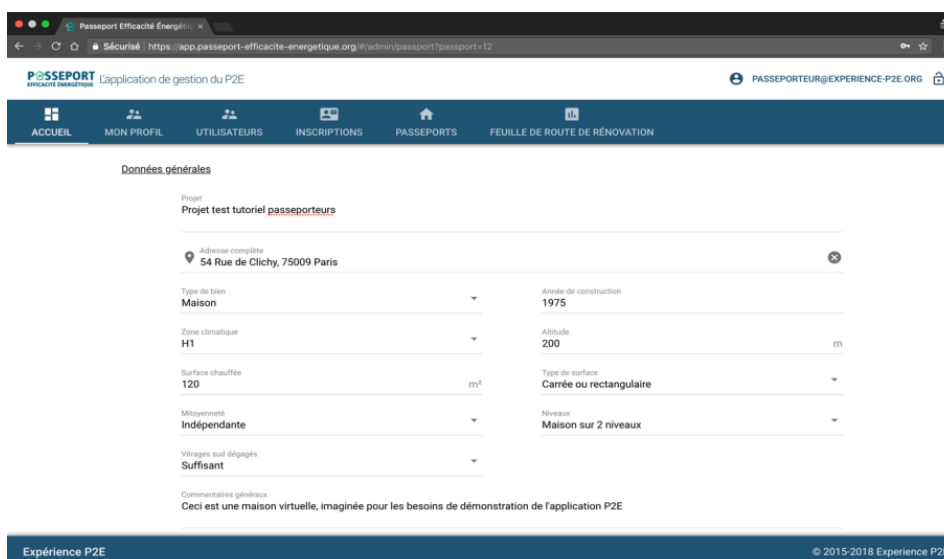 Passeport Efficacité Énergétiq
Sécurisé | https://app.passeport-efficacite-energetique.org/#/admin/passport?passport=12
PASSEPORT
EFFICACITÉ ÉNERGÉTIQUE
L'application de gestion du P2E
PASSEPORTEUR@EXPERIENCE-P2E.ORG
ACCUEIL
MON PROFIL
UTILISATEURS
INSCRIPTIONS
PASSEPORTS
FEUILLE DE ROUTE DE RÉNOVATION
Données générales
Projet
Projet test tutoriel passeporteurs
Adresse complète
54 Rue de Clichy, 75009 Paris
Type de bien
Maison
Année de construction
1975
Zone climatique
H1
Altitude
200 m
Surface chauffée
120 m²
Type de surface
Carrée ou rectangulaire
Mitoyenneté
Indépendante
Niveaux
Maison sur 2 niveaux
Vitrages sud dégagés
Suffisant
Commentaires généraux
Ceci est une maison virtuelle, imaginée pour les besoins de démonstration de l'application P2E
Expérience P2E
© 2015-2018 Experience P2